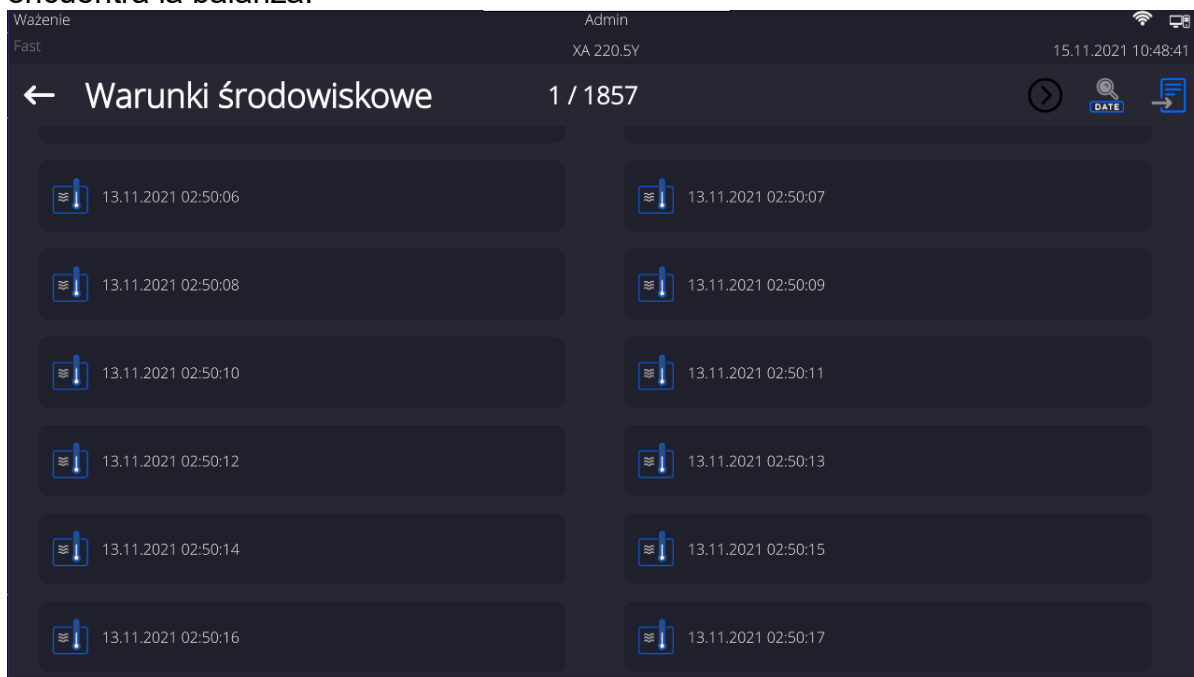 encuentra la balanza.
Ważenie Admin
Fast XA 220.5Y 15.11.2021 10:48:41
Warunki środowiskowe 1 / 1857 DATE
13.11.2021 02:50:06 13.11.2021 02:50:07
13.11.2021 02:50:08 13.11.2021 02:50:09
13.11.2021 02:50:10 13.11.2021 02:50:11
13.11.2021 02:50:12 13.11.2021 02:50:13
13.11.2021 02:50:14 13.11.2021 02:50:15
13.11.2021 02:50:16 13.11.2021 02:50:17